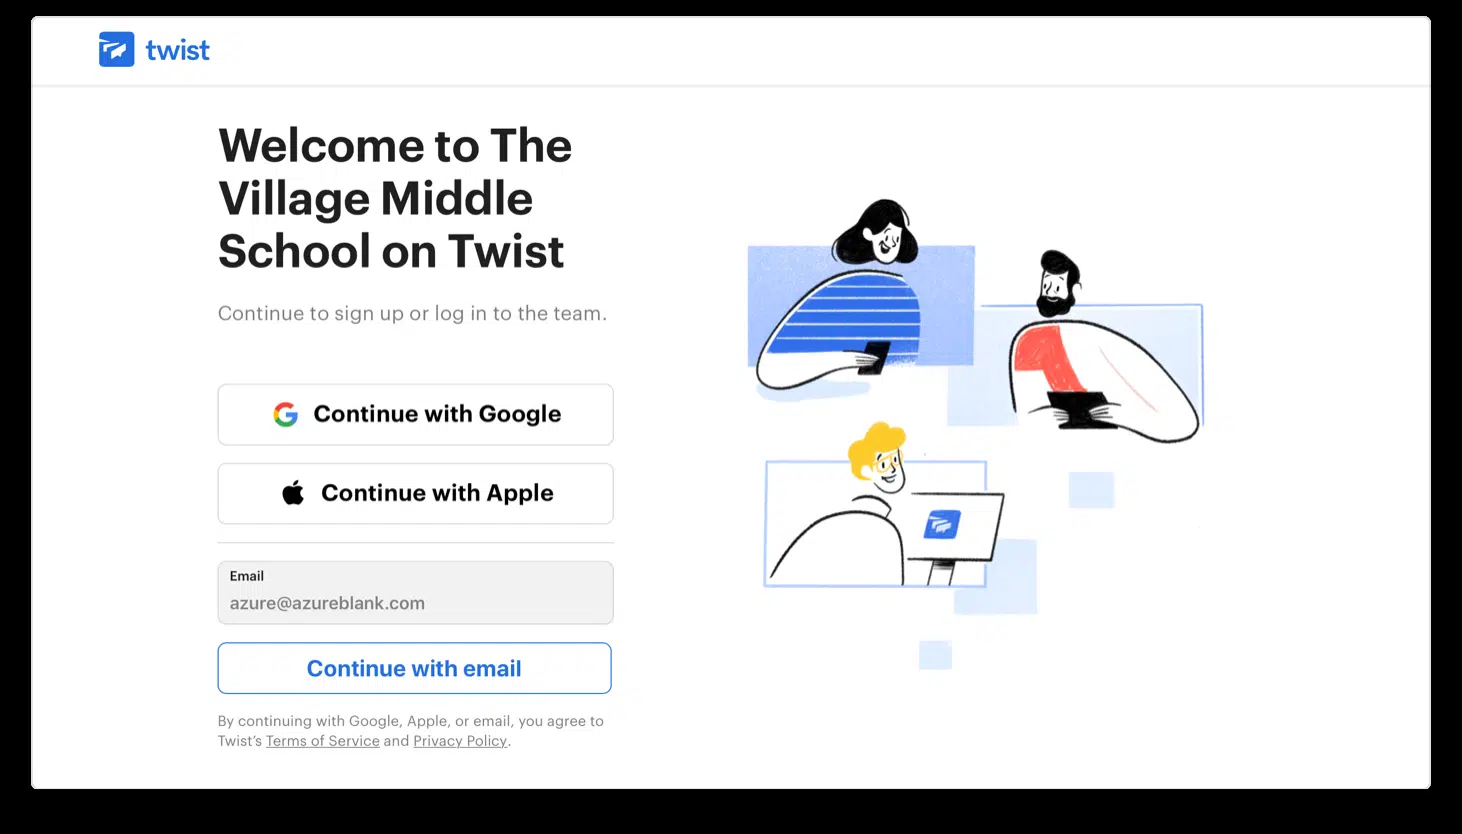 twist
Welcome to The
Village Middle
School on Twist
Continue to sign up or log in to the team.
Continue with Google
Continue with Apple
Email
azure@azureblank.com
Continue with email
By continuing with Google, Apple, or email, you agree to
Twist’s Terms of Service and Privacy Policy.